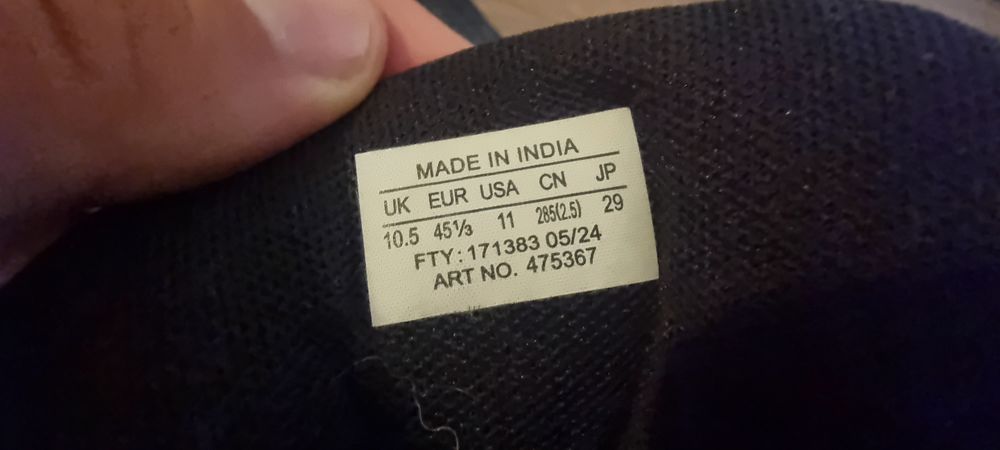 MADE IN INDIA
UK EUR USA CN JP
10.5 45⅓ 11 285(2.5) 29
FTY: 171383 05/24
ART NO. 475367